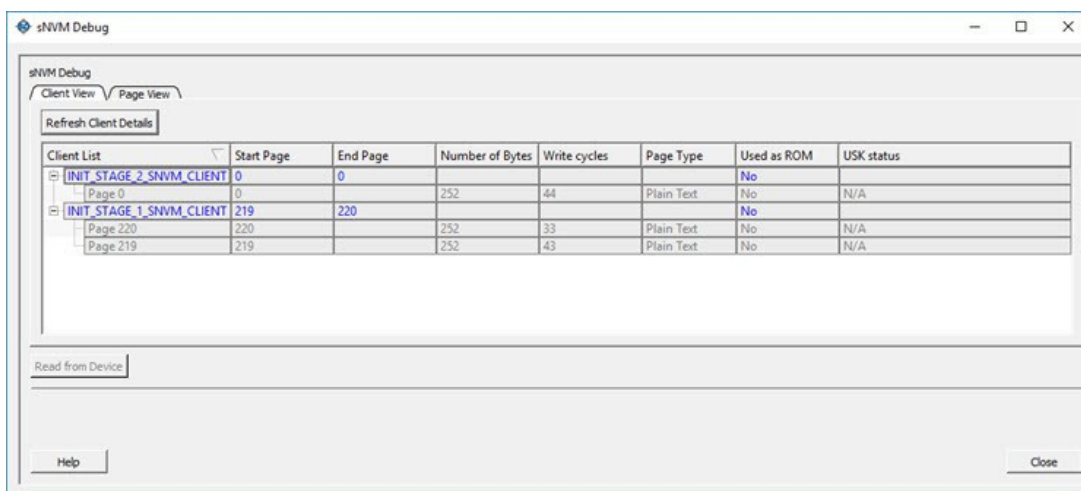 sNVM Debug
sNVM Debug
Client View Page View
Refresh Client Details
Client List Start Page End Page Number of Bytes Write cycles Page Type Used as ROM USK status
INIT_STAGE_2_SNVM_CLIENT 0 0 No
Page 0 0 252 44 Plain Text No N/A
INIT_STAGE_1_SNVM_CLIENT 219 220 No
Page 220 220 252 33 Plain Text No N/A
Page 219 219 252 43 Plain Text No N/A
Read from Device
Help Close